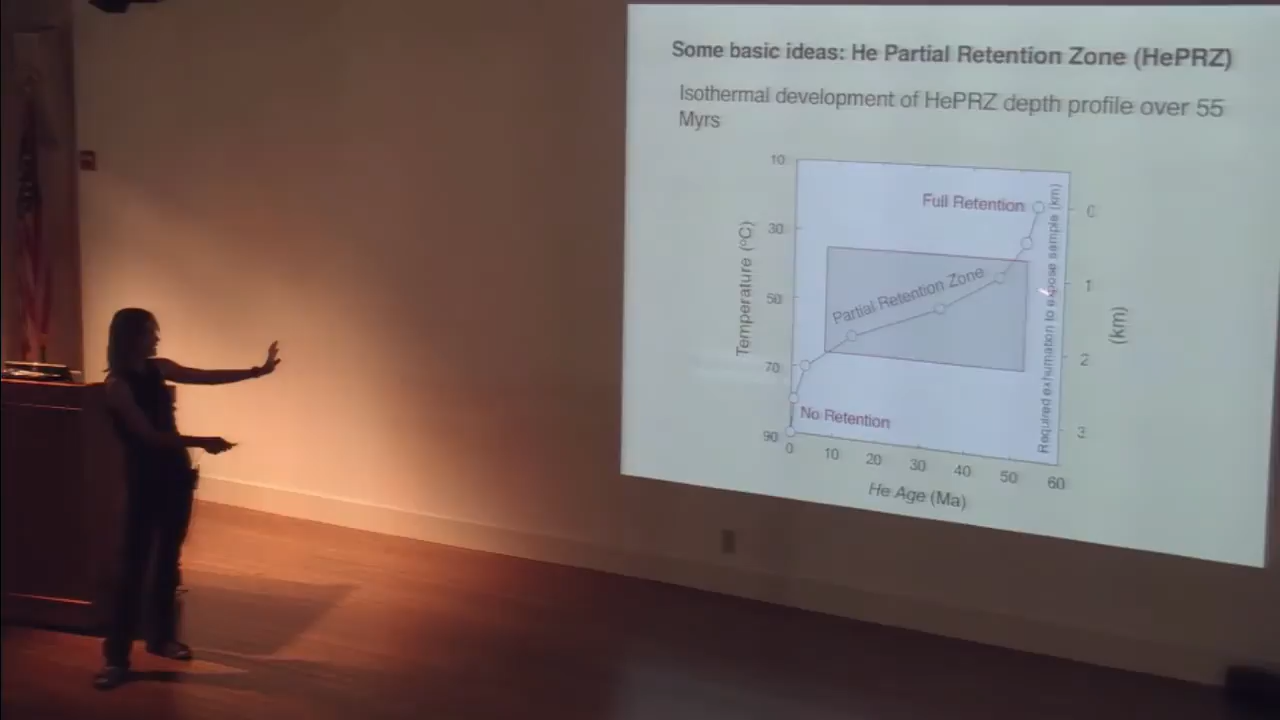 Some basic ideas: He Partial Retention Zone (HePRZ)
Isothermal development of HePRZ depth profile over 55
Myrs
10
30
50
70
90
Temperature (ºC)
Full Retention
Partial Retention Zone
No Retention
Required exhumation to expose sample (km)
0
1
2
3
(km)
0 10 20 30 40 50 60
He Age (Ma)